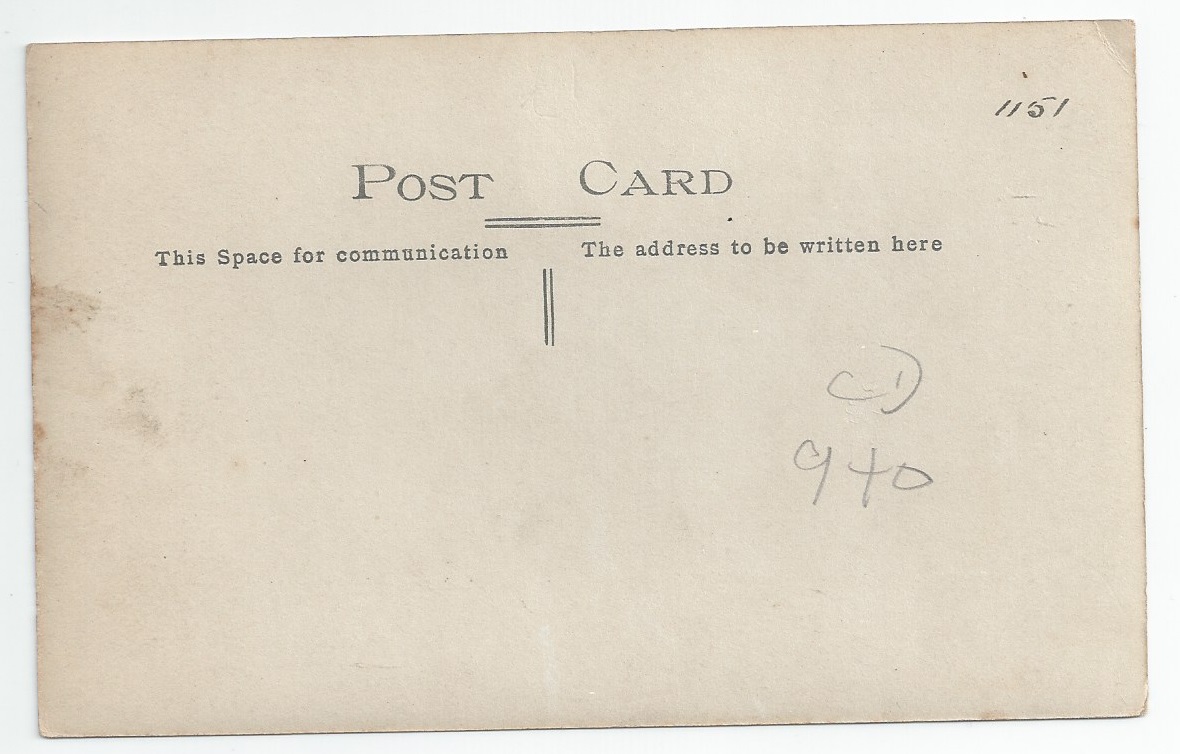 1151
POST CARD
This Space for communication
The address to be written here
940